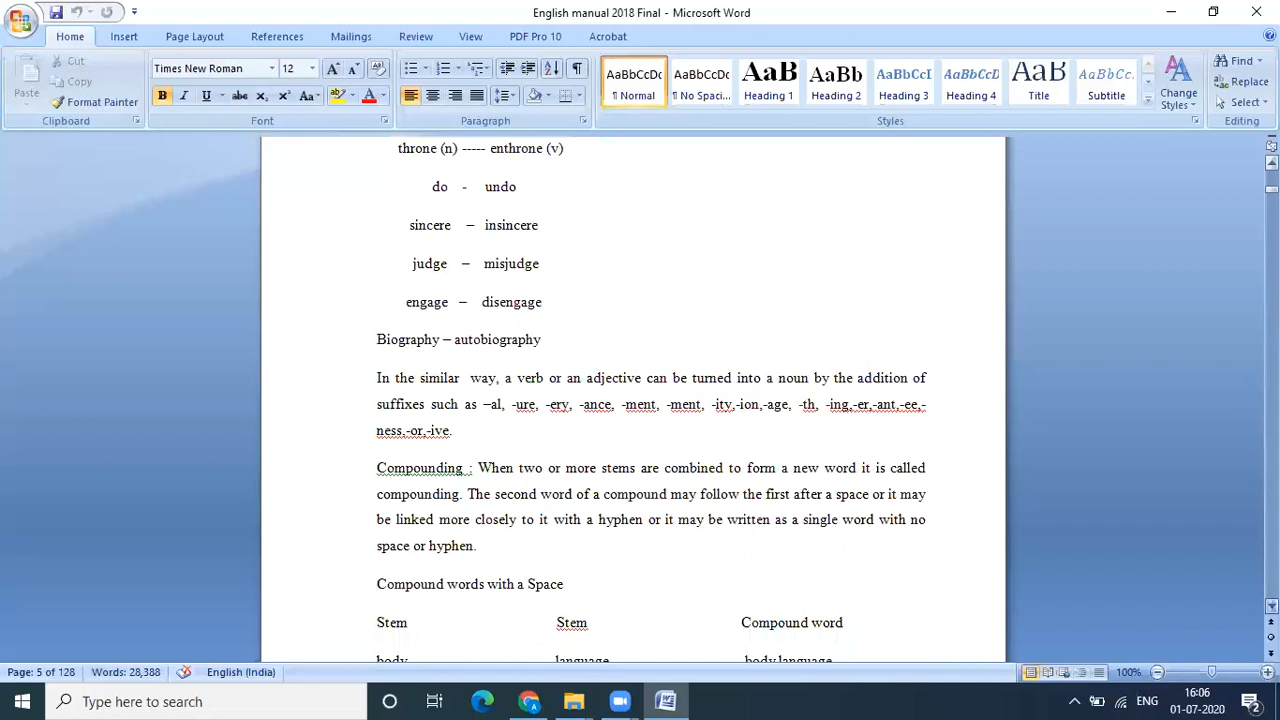 English manual 2018 Final - Microsoft Word
Home Insert Page Layout References Mailings Review View PDF Pro 10 Acrobat
Paste Cut Copy Format Painter
Times New Roman 12
AaBbCcDc AaBbCcDc AaB AaBb AaBbCcI AaBbCcD AaB AaBbCc.
¶ Normal ¶ No Spaci... Heading 1 Heading 2 Heading 3 Heading 4 Title Subtitle
Change Styles
Find Replace Select
Clipboard Font Paragraph Styles Editing
throne (n) ----- enthrone (v)
do - undo
sincere – insincere
judge – misjudge
engage – disengage
Biography – autobiography
In the similar way, a verb or an adjective can be turned into a noun by the addition of
suffixes such as –al, -ure, -ery, -ance, -ment, -ment, -ity,-ion,-age, -th, -ing,-er,-ant,-ee,-
ness,-or,-ive.
Compounding : When two or more stems are combined to form a new word it is called
compounding. The second word of a compound may follow the first after a space or it may
be linked more closely to it with a hyphen or it may be written as a single word with no
space or hyphen.
Compound words with a Space
Stem Stem Compound word
body language body language
Page: 5 of 128 Words: 28,388 English (India) 100%
Type here to search
ENG 16:06
01-07-2020 2